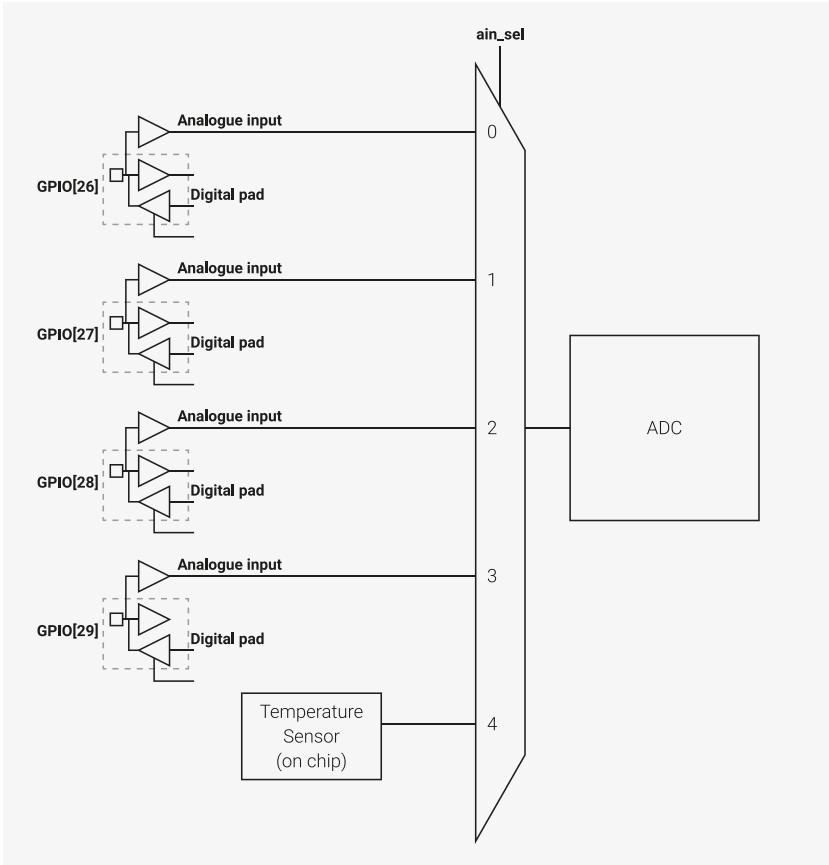 ain_sel
Analogue input
0
GPIO[26]
Digital pad
Analogue input
1
GPIO[27]
Digital pad
Analogue input
2
ADC
GPIO[28]
Digital pad
Analogue input
3
GPIO[29]
Digital pad
Temperature
Sensor
(on chip)
4